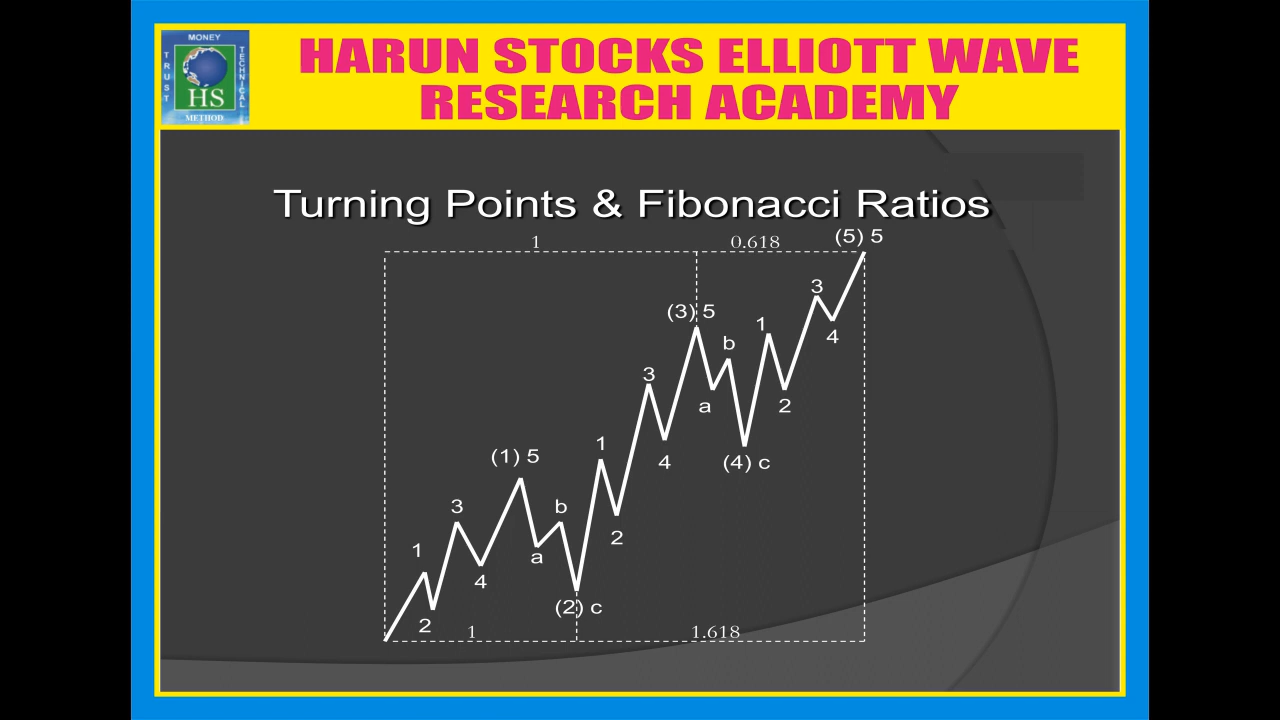 MONEY
TRUST
TECHNICAL
HS
METHOD
HARUN STOCKS ELLIOTT WAVE
RESEARCH ACADEMY
Turning Points & Fibonacci Ratios
1
0.618
(5) 5
3
(3) 5
1
b
4
3
a
2
1
4
(4) c
(1) 5
3
b
2
1
a
4
(2) c
2
1
1.618